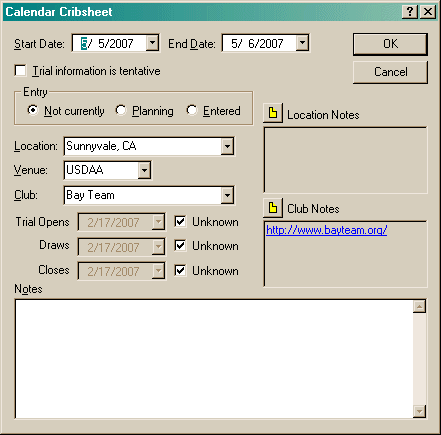 Calendar Cribsheet
Start Date: 5/ 5/2007 End Date: 5/ 6/2007 OK
Trial information is tentative Cancel
Entry
Not currently Planning Entered
Location Notes
Location: Sunnyvale, CA
Venue: USDAA
Club: Bay Team
Club Notes
Trial Opens 2/17/2007 Unknown
http://www.bayteam.org/
Draws 2/17/2007 Unknown
Closes 2/17/2007 Unknown
Notes